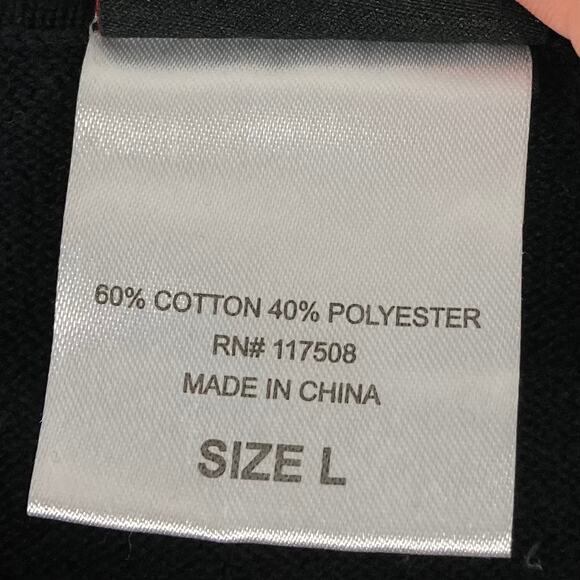 60% COTTON 40% POLYESTER
RN# 117508
MADE IN CHINA
SIZE L